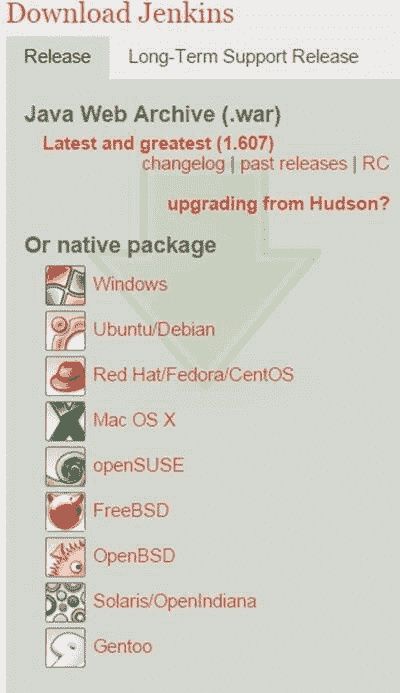 Download Jenkins
Release Long-Term Support Release
Java Web Archive (.war)
Latest and greatest (1.607)
changelog | past releases | RC
upgrading from Hudson?
Or native package
Windows
Ubuntu/Debian
Red Hat/Fedora/CentOS
Mac OS X
openSUSE
FreeBSD
OpenBSD
Solaris/OpenIndiana
Gentoo